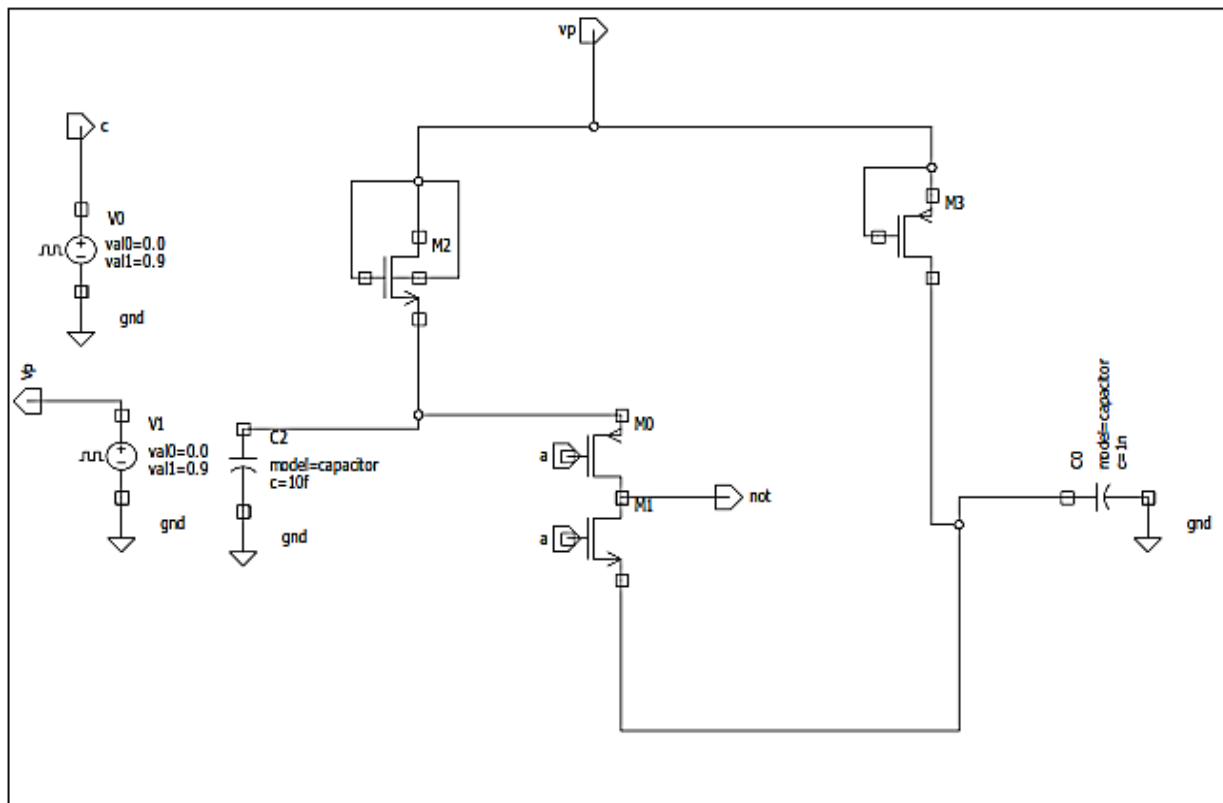 vp
c
V0
val0=0.0
val1=0.9
gnd
M2
M3
Vp
V1
val0=0.0
val1=0.9
gnd
C2
model=capacitor
c=10f
gnd
M0
a
not
M1
a
C0
model=capacitor
c=1n
gnd